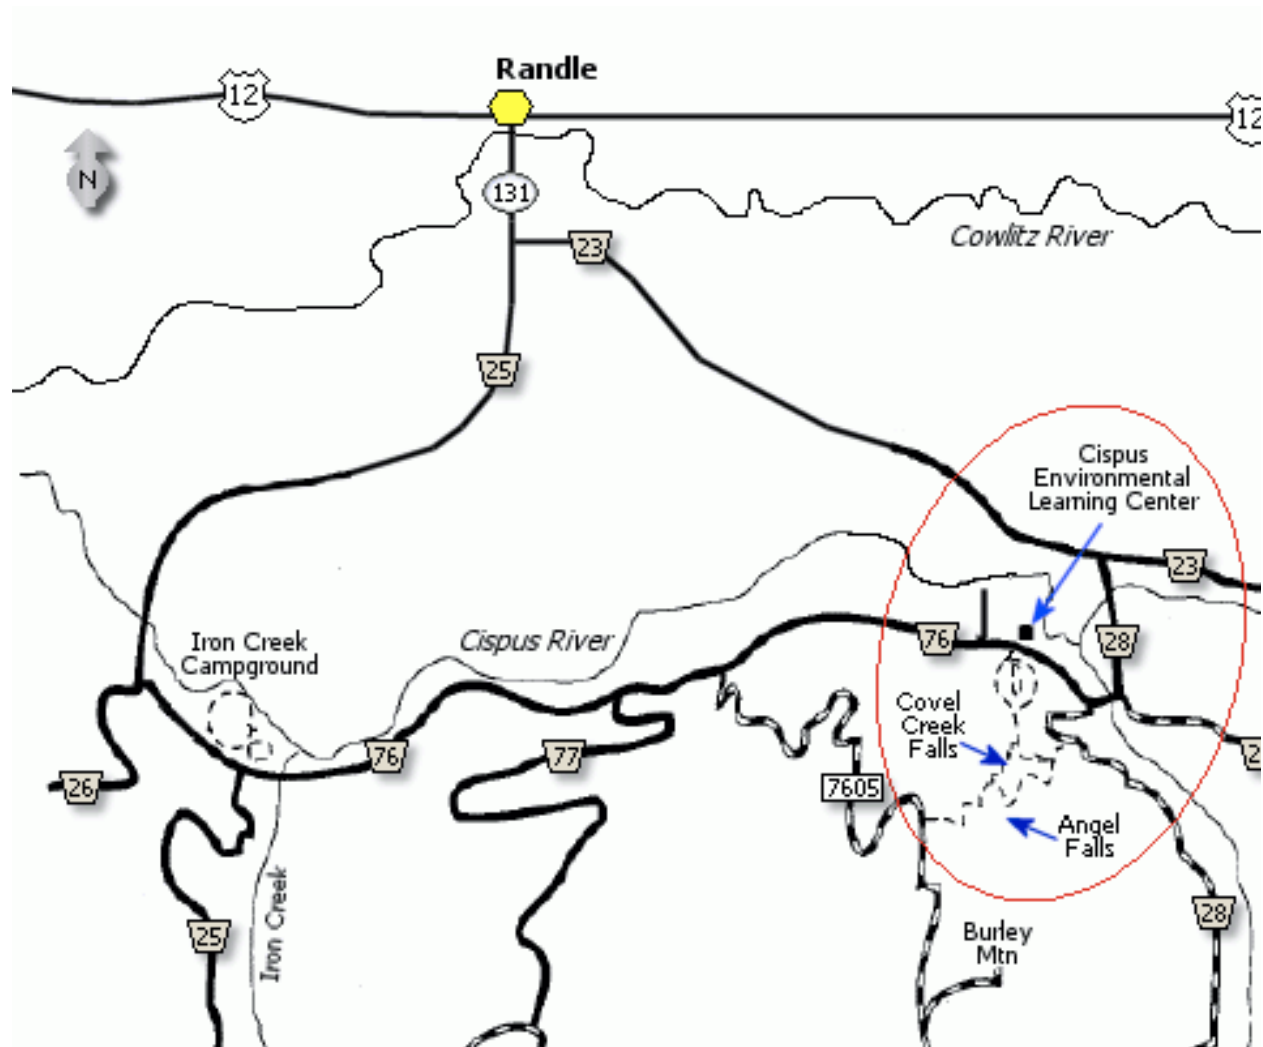 Randle
12
12
N
131
23
Cowlitz River
25
Cispus
Environmental
Learning Center
23
Iron Creek
Campground
Cispus River
76
28
Covel
Creek
Falls
76
77
26
7605
Angel
Falls
25
Iron Creek
Burley
Mtn
28